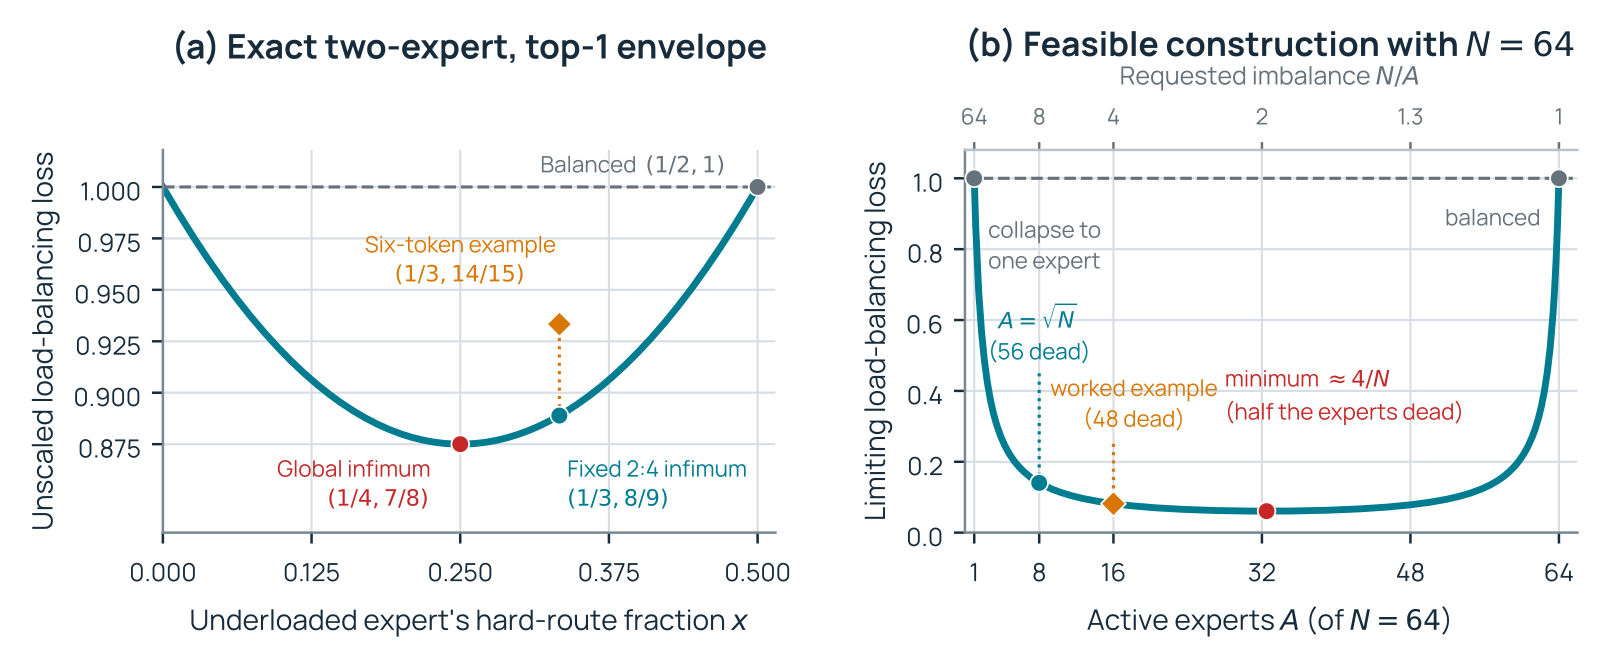 (a) Exact two-expert, top-1 envelope
Unscaled load-balancing loss
1.000
0.975
0.950
0.925
0.900
0.875
Balanced (1/2, 1)
Six-token example
(1/3, 14/15)
Global infimum
(1/4, 7/8)
Fixed 2:4 infimum
(1/3, 8/9)
0.000 0.125 0.250 0.375 0.500
Underloaded expert's hard-route fraction x
(b) Feasible construction with N = 64
Requested imbalance N/A
64 8 4 2 1.3 1
Limiting load-balancing loss
1.0
0.8
0.6
0.4
0.2
0.0
collapse to
one expert
balanced
A = √N
(56 dead)
worked example
(48 dead)
minimum ≈ 4/N
(half the experts dead)
1 8 16 32 48 64
Active experts A (of N = 64)